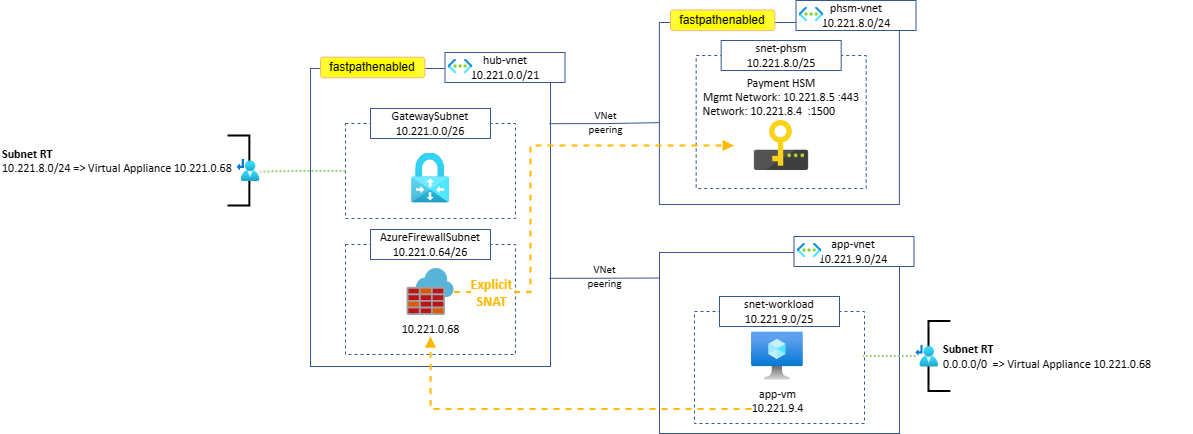 fastpathenabled
phsm-vnet
10.221.8.0/24
snet-phsm
10.221.8.0/25
Payment HSM
Mgmt Network: 10.221.8.5 :443
Network: 10.221.8.4 :1500
fastpathenabled
hub-vnet
10.221.0.0/21
GatewaySubnet
10.221.0.0/26
VNet
peering
Subnet RT
10.221.8.0/24 => Virtual Appliance 10.221.0.68
AzureFirewallSubnet
10.221.0.64/26
Explicit
SNAT
10.221.0.68
VNet
peering
app-vnet
10.221.9.0/24
snet-workload
10.221.9.0/25
app-vm
10.221.9.4
Subnet RT
0.0.0.0/0 => Virtual Appliance 10.221.0.68